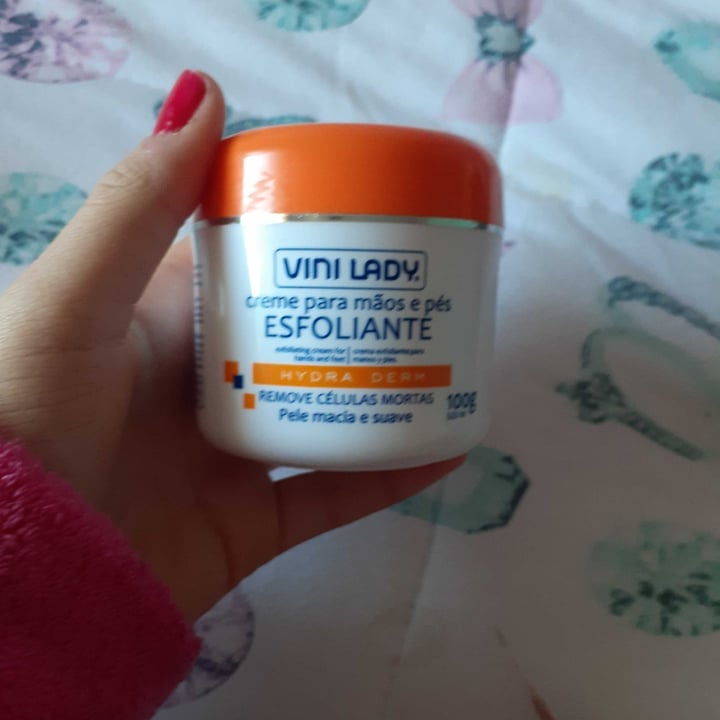 VINI LADY®
creme para mãos e pés
ESFOLIANTE
exfoliating cream for | crema exfoliante para
hands and feet | manos y pies
HYDRA DERM
REMOVE CÉLULAS MORTAS
Pele macia e suave
100g